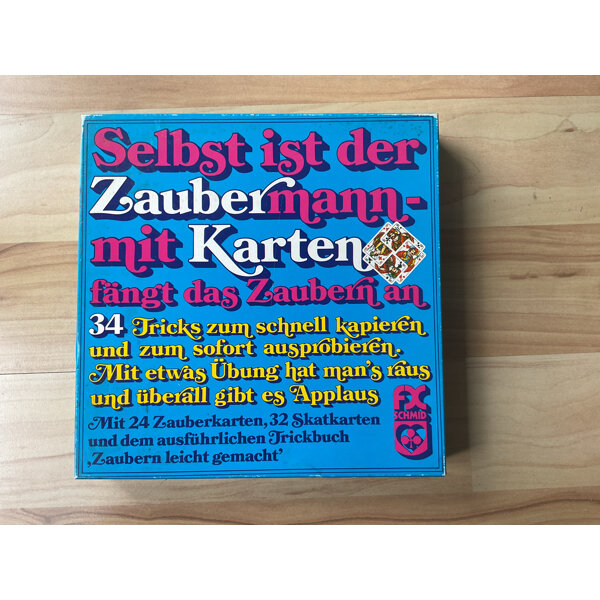 Selbst ist der
Zaubermann-
mit Karten
fängt das Zaubern an
34 Tricks zum schnell kapieren
und zum sofort ausprobieren.
Mit etwas Übung hat man's raus
und überall gibt es Applaus
Mit 24 Zauberkarten, 32 Skatkarten
und dem ausführlichen Trickbuch
‚Zaubern leicht gemacht'
FX
SCHMID